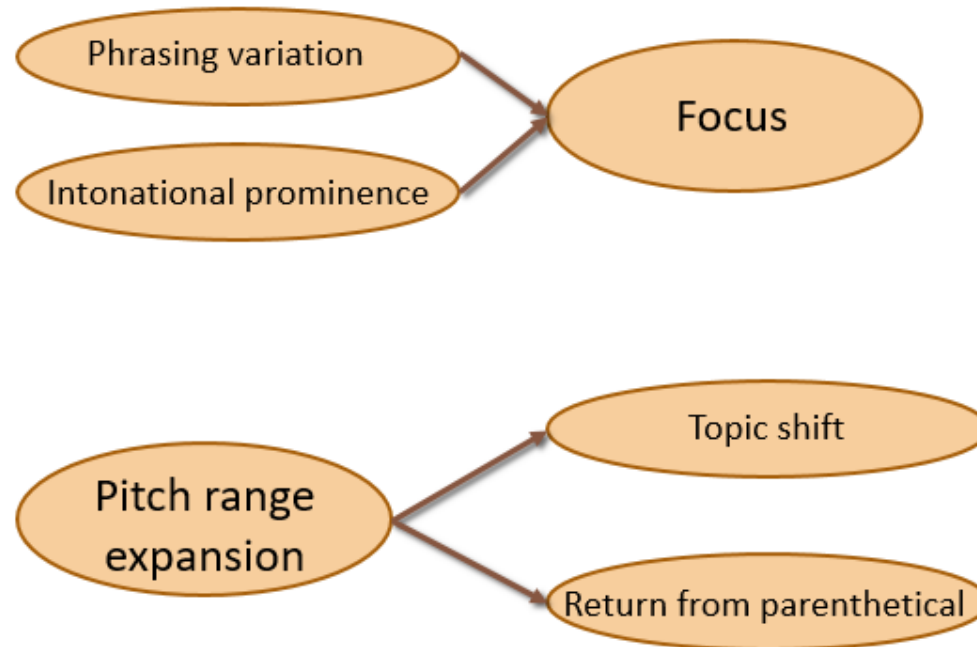 Phrasing variation
Focus
Intonational prominence
Topic shift
Pitch range
expansion
Return from parenthetical